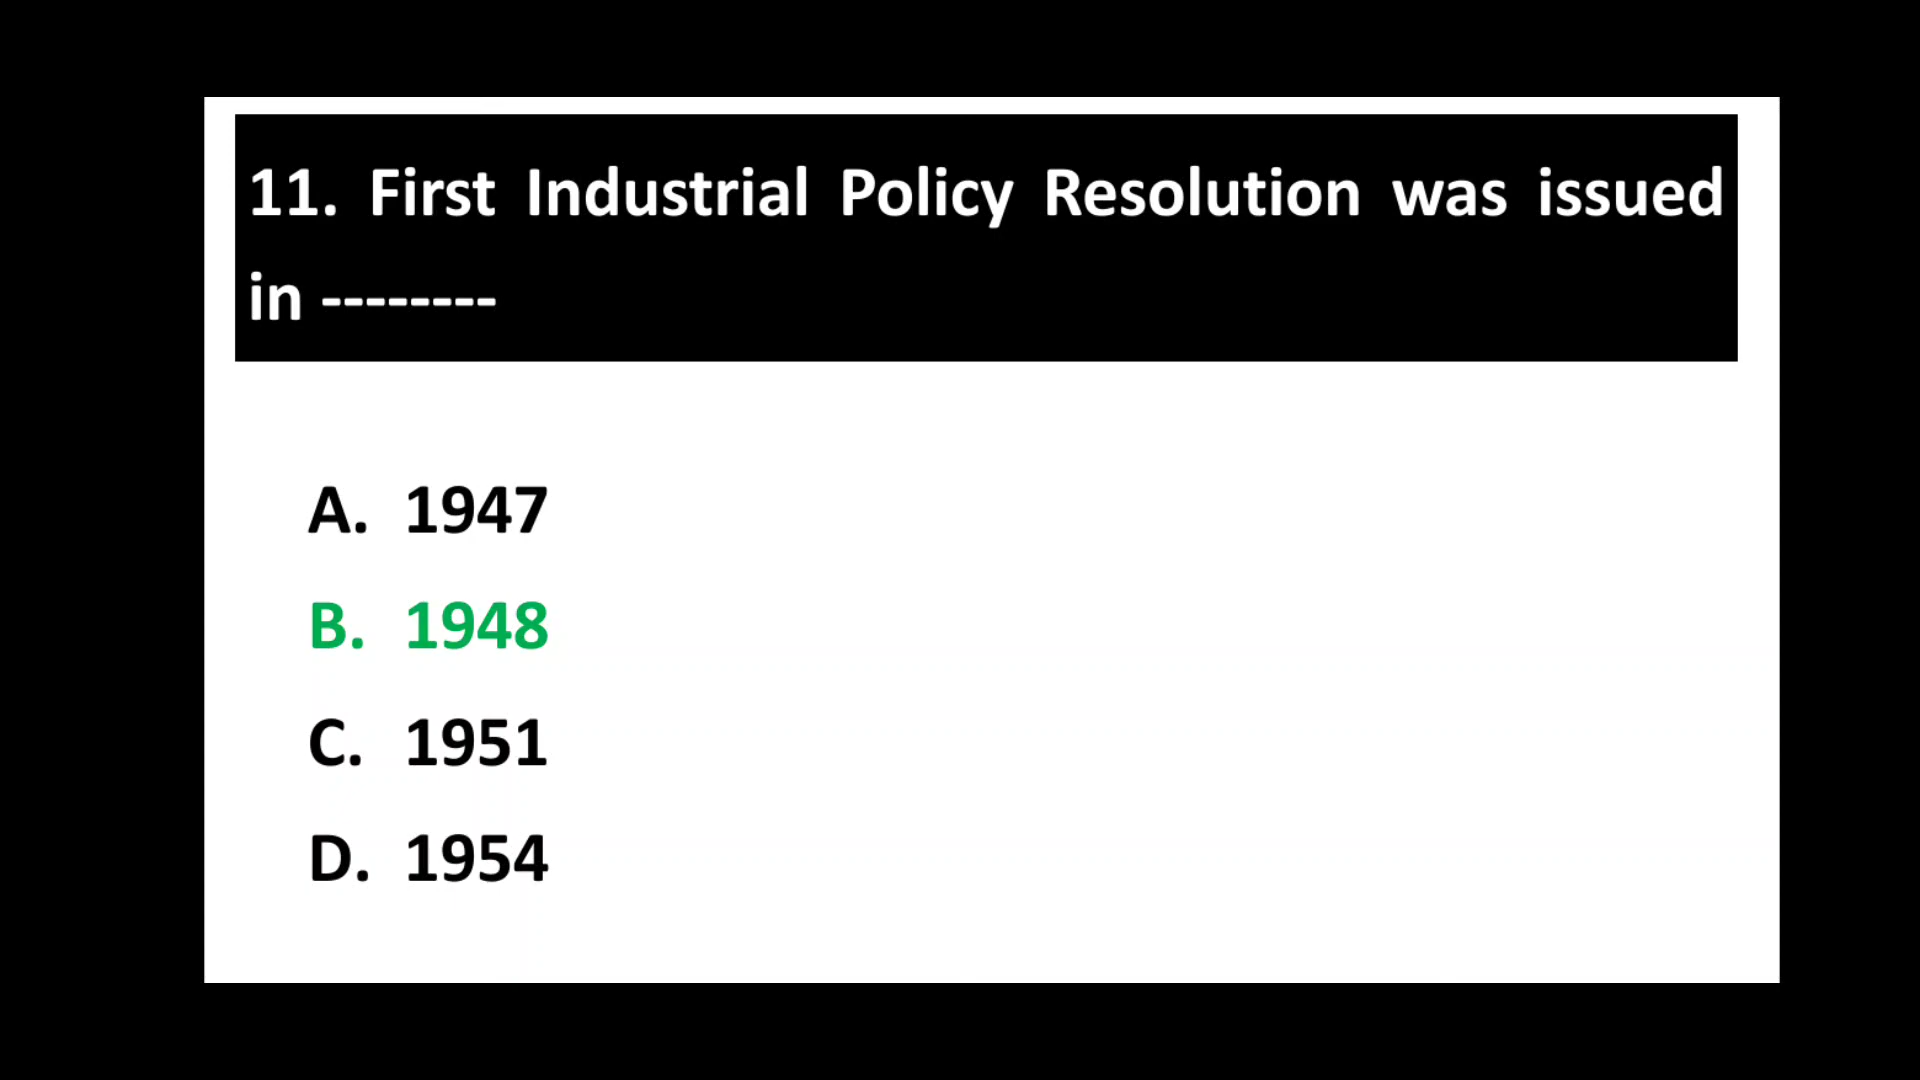 11. First Industrial Policy Resolution was issued
in --------
A. 1947
B. 1948
C. 1951
D. 1954